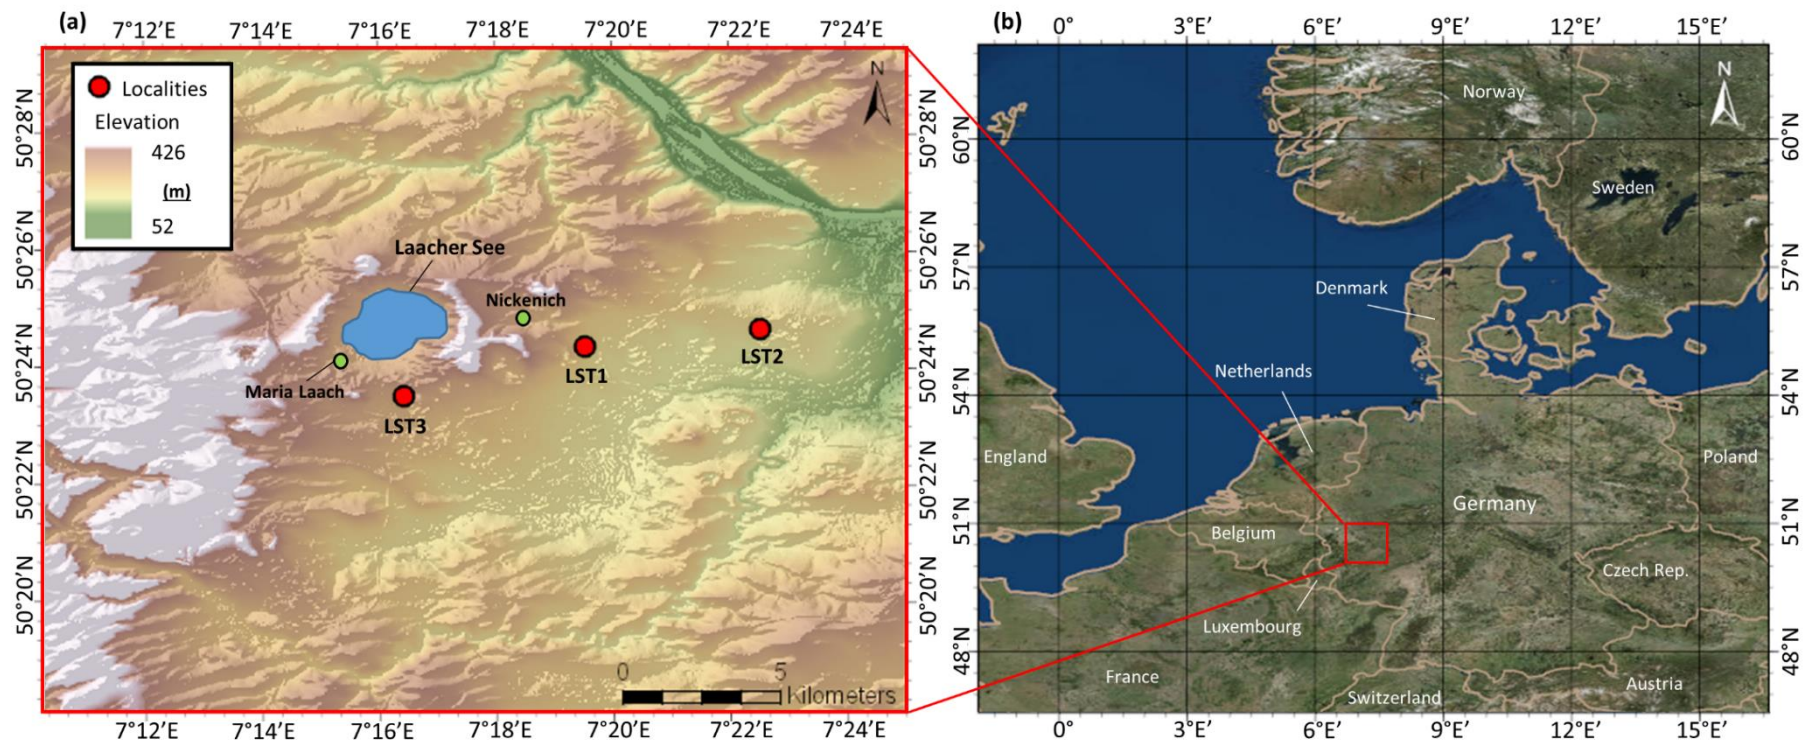 (a)
7°12'E 7°14'E 7°16'E 7°18'E 7°20'E 7°22'E 7°24'E
Localities
Elevation
426
(m)
52
N
50°28'N
50°26'N
50°24'N
50°22'N
50°20'N
50°28'N
50°26'N
50°24'N
50°22'N
50°20'N
Laacher See
Nickenich
Maria Laach
LST1
LST2
LST3
0 5
Kilometers
7°12'E 7°14'E 7°16'E 7°18'E 7°20'E 7°22'E 7°24'E
(b)
0° 3°E' 6°E' 9°E' 12°E' 15°E'
N
60°N
57°N
54°N
51°N
48°N
60°N
57°N
54°N
51°N
48°N
Norway
Sweden
Denmark
Netherlands
England
Poland
Germany
Belgium
Czech Rep.
Luxembourg
France
Switzerland
Austria
0° 3°E' 6°E' 9°E' 12°E' 15°E'